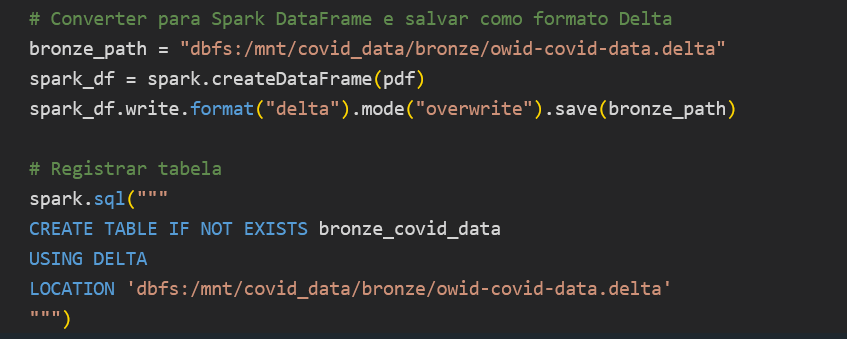 # Converter para Spark DataFrame e salvar como formato Delta
bronze_path = "dbfs:/mnt/covid_data/bronze/owid-covid-data.delta"
spark_df = spark.createDataFrame(pdf)
spark_df.write.format("delta").mode("overwrite").save(bronze_path)
# Registrar tabela
spark.sql("""
CREATE TABLE IF NOT EXISTS bronze_covid_data
USING DELTA
LOCATION 'dbfs:/mnt/covid_data/bronze/owid-covid-data.delta'
""")